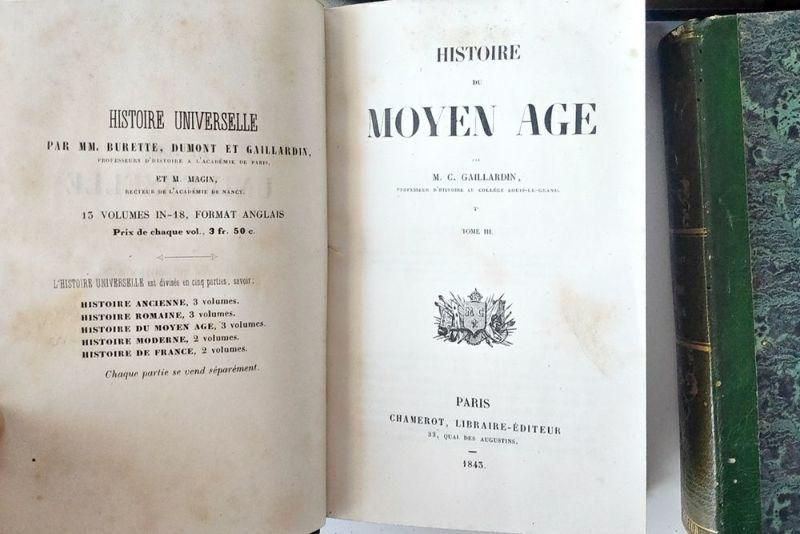 HISTOIRE UNIVERSELLE
PAR MM. BURETTE, DUMONT ET GAILLARDIN,
PROFESSEURS D'HISTOIRE A L'ACADÉMIE DE PARIS,
ET M. MAGIN,
RECTEUR DE L'ACADÉMIE DE NANCY.
13 VOLUMES IN-18, FORMAT ANGLAIS
Prix de chaque vol., 3 fr. 50 c.
L'HISTOIRE UNIVERSELLE est divisée en cinq parties, savoir:
HISTOIRE ANCIENNE, 3 volumes.
HISTOIRE ROMAINE, 3 volumes.
HISTOIRE DU MOYEN AGE, 3 volumes.
HISTOIRE MODERNE, 2 volumes.
HISTOIRE DE FRANCE, 2 volumes.
Chaque partie se vend séparément.
HISTOIRE
DU
MOYEN AGE
PAR
M. C. GAILLARDIN,
PROFESSEUR D'HISTOIRE AU COLLÉGE LOUIS-LE-GRAND.
TOME III.
PARIS
CHAMEROT, LIBRAIRE-ÉDITEUR
33, QUAI DES AUGUSTINS.
1843.